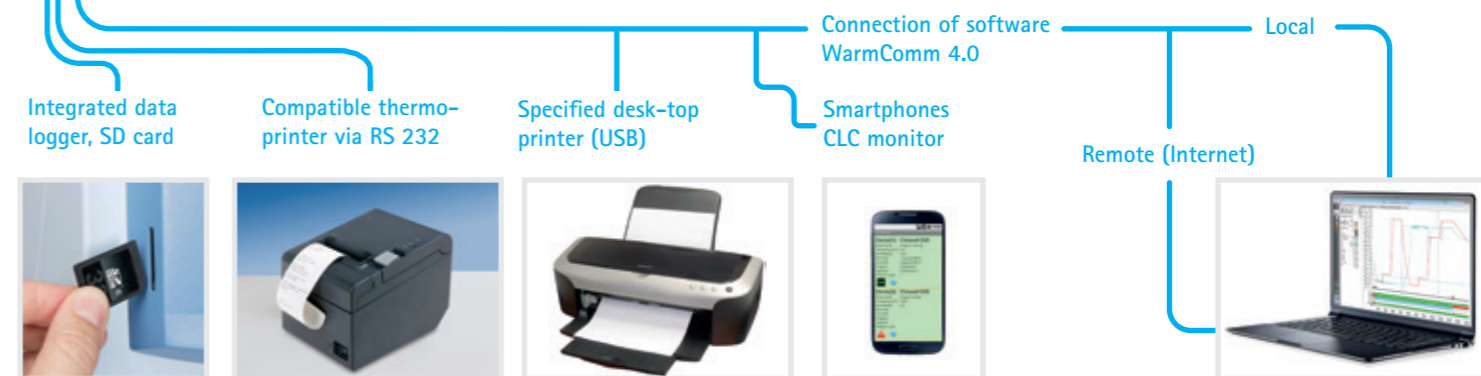 Connection of software
WarmComm 4.0
Local
Integrated data
logger, SD card
Compatible thermo-
printer via RS 232
Specified desk-top
printer (USB)
Smartphones
CLC monitor
Remote (Internet)